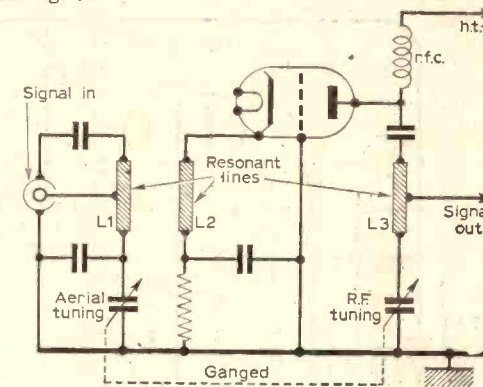 h.t.
r.f.c.
Signal in
Resonant
lines
L1
L2
L3
Signal
out
Aerial
tuning
R.F.
tuning
Ganged